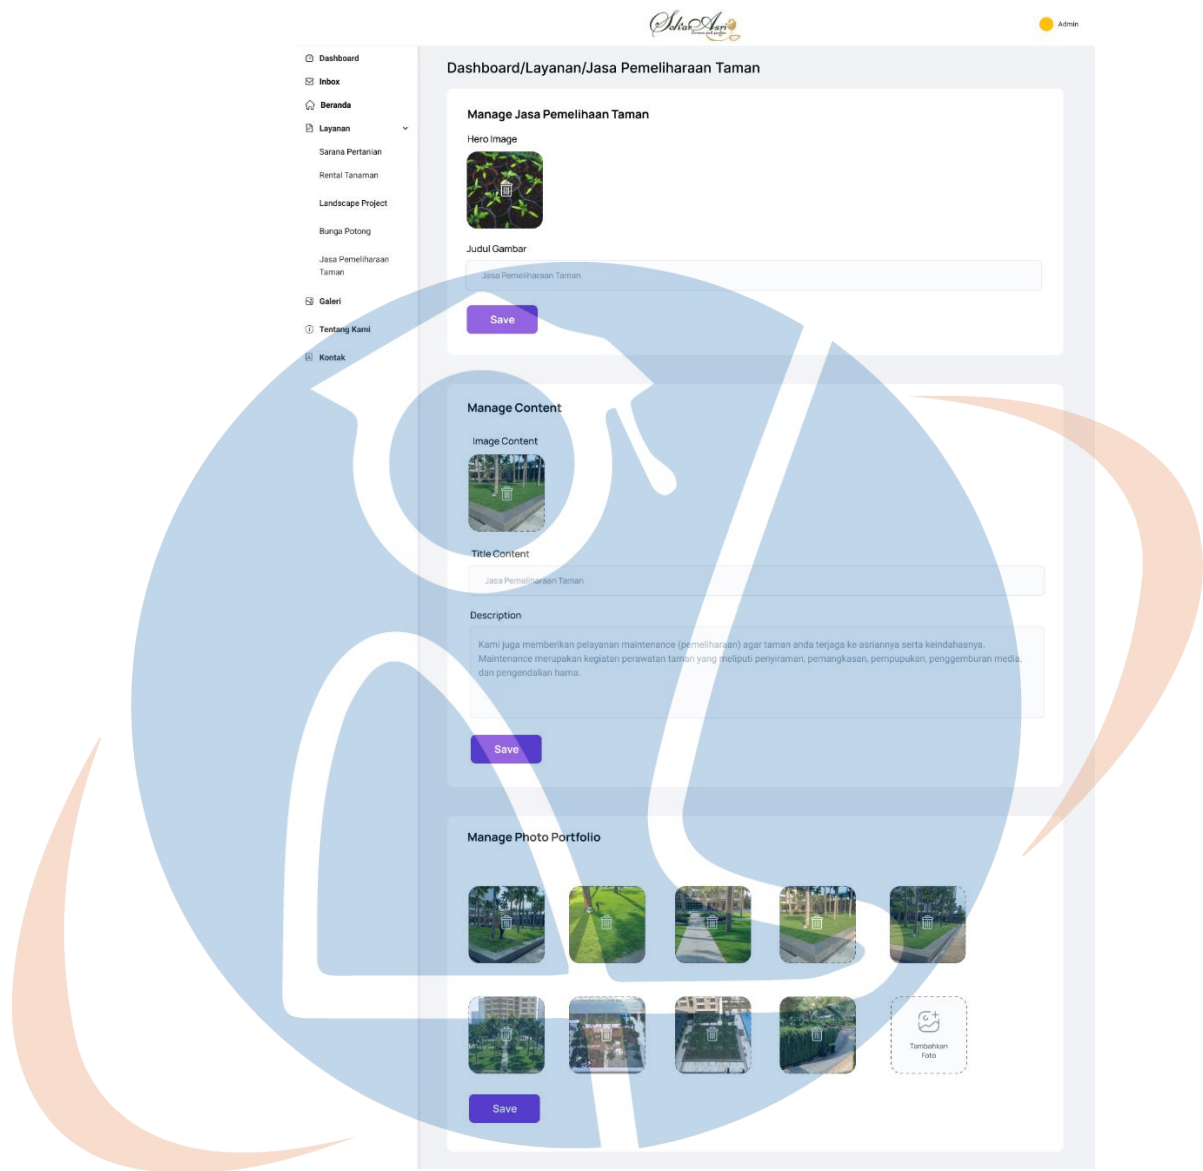 Sekar Asri
Admin
Dashboard
Inbox
Beranda
Layanan
Sarana Pertanian
Rental Tanaman
Landscape Project
Bunga Potong
Jasa Pemeliharaan
Taman
Galeri
Tentang Kami
Kontak
Dashboard/Layanan/Jasa Pemeliharaan Taman
Manage Jasa Pemelihaan Taman
Hero Image
Judul Gambar
Jasa Pemeliharaan Taman
Save
Manage Content
Image Content
Title Content
Jasa Pemeliharaan Taman
Description
Kami juga memberikan pelayanan maintenance (pemeliharaan) agar taman anda terjaga ke asriannya serta keindahaanya.
Maintenance merupakan kegiatan perawatan taman yang meliputi penyiraman, pemangkasan, pempupukan, penggemburan media,
dan pengendalian hama.
Save
Manage Photo Portfolio
Tambahkan
Foto
Save